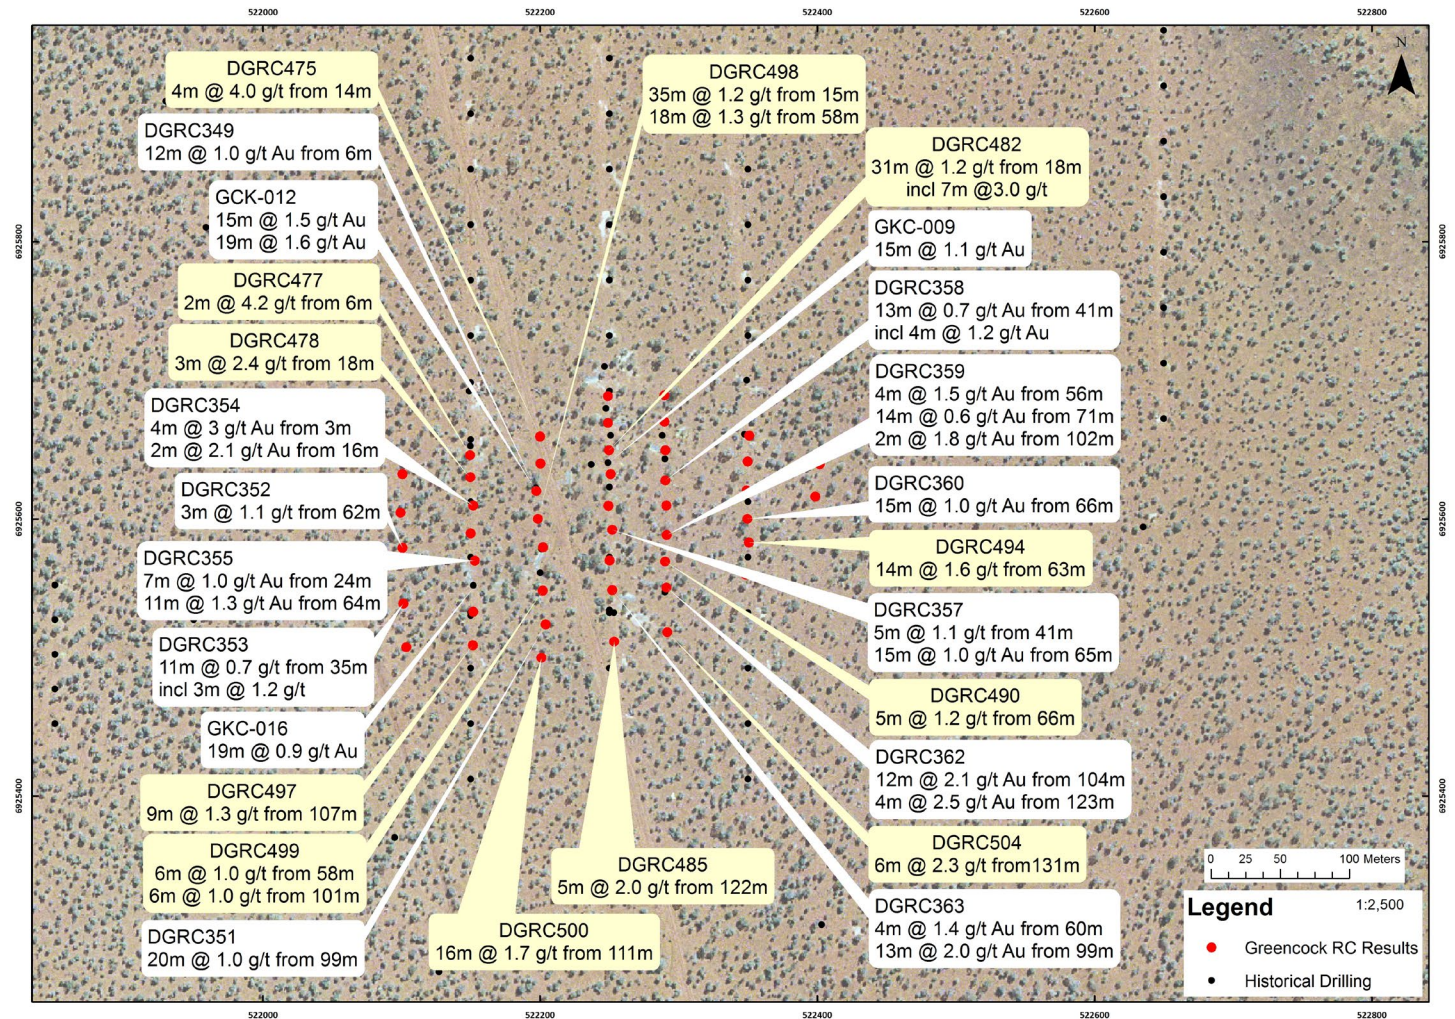 522000
522200
522400
522600
522800
N
DGRC475
4m @ 4.0 g/t from 14m
DGRC349
12m @ 1.0 g/t Au from 6m
GCK-012
15m @ 1.5 g/t Au
19m @ 1.6 g/t Au
DGRC477
2m @ 4.2 g/t from 6m
DGRC478
3m @ 2.4 g/t from 18m
DGRC354
4m @ 3 g/t Au from 3m
2m @ 2.1 g/t Au from 16m
DGRC352
3m @ 1.1 g/t from 62m
DGRC355
7m @ 1.0 g/t Au from 24m
11m @ 1.3 g/t Au from 64m
DGRC353
11m @ 0.7 g/t from 35m
incl 3m @ 1.2 g/t
GKC-016
19m @ 0.9 g/t Au
DGRC497
9m @ 1.3 g/t from 107m
DGRC499
6m @ 1.0 g/t from 58m
6m @ 1.0 g/t from 101m
DGRC351
20m @ 1.0 g/t from 99m
DGRC500
16m @ 1.7 g/t from 111m
DGRC485
5m @ 2.0 g/t from 122m
DGRC498
35m @ 1.2 g/t from 15m
18m @ 1.3 g/t from 58m
DGRC482
31m @ 1.2 g/t from 18m
incl 7m @3.0 g/t
GKC-009
15m @ 1.1 g/t Au
DGRC358
13m @ 0.7 g/t Au from 41m
incl 4m @ 1.2 g/t Au
DGRC359
4m @ 1.5 g/t Au from 56m
14m @ 0.6 g/t Au from 71m
2m @ 1.8 g/t Au from 102m
DGRC360
15m @ 1.0 g/t Au from 66m
DGRC494
14m @ 1.6 g/t from 63m
DGRC357
5m @ 1.1 g/t from 41m
15m @ 1.0 g/t Au from 65m
DGRC490
5m @ 1.2 g/t from 66m
DGRC362
12m @ 2.1 g/t Au from 104m
4m @ 2.5 g/t Au from 123m
DGRC504
6m @ 2.3 g/t from131m
DGRC363
4m @ 1.4 g/t Au from 60m
13m @ 2.0 g/t Au from 99m
6925800
6925600
6925400
6925800
6925600
6925400
0 25 50 100 Meters
Legend 1:2,500
Greencock RC Results
Historical Drilling
522000
522200
522400
522600
522800